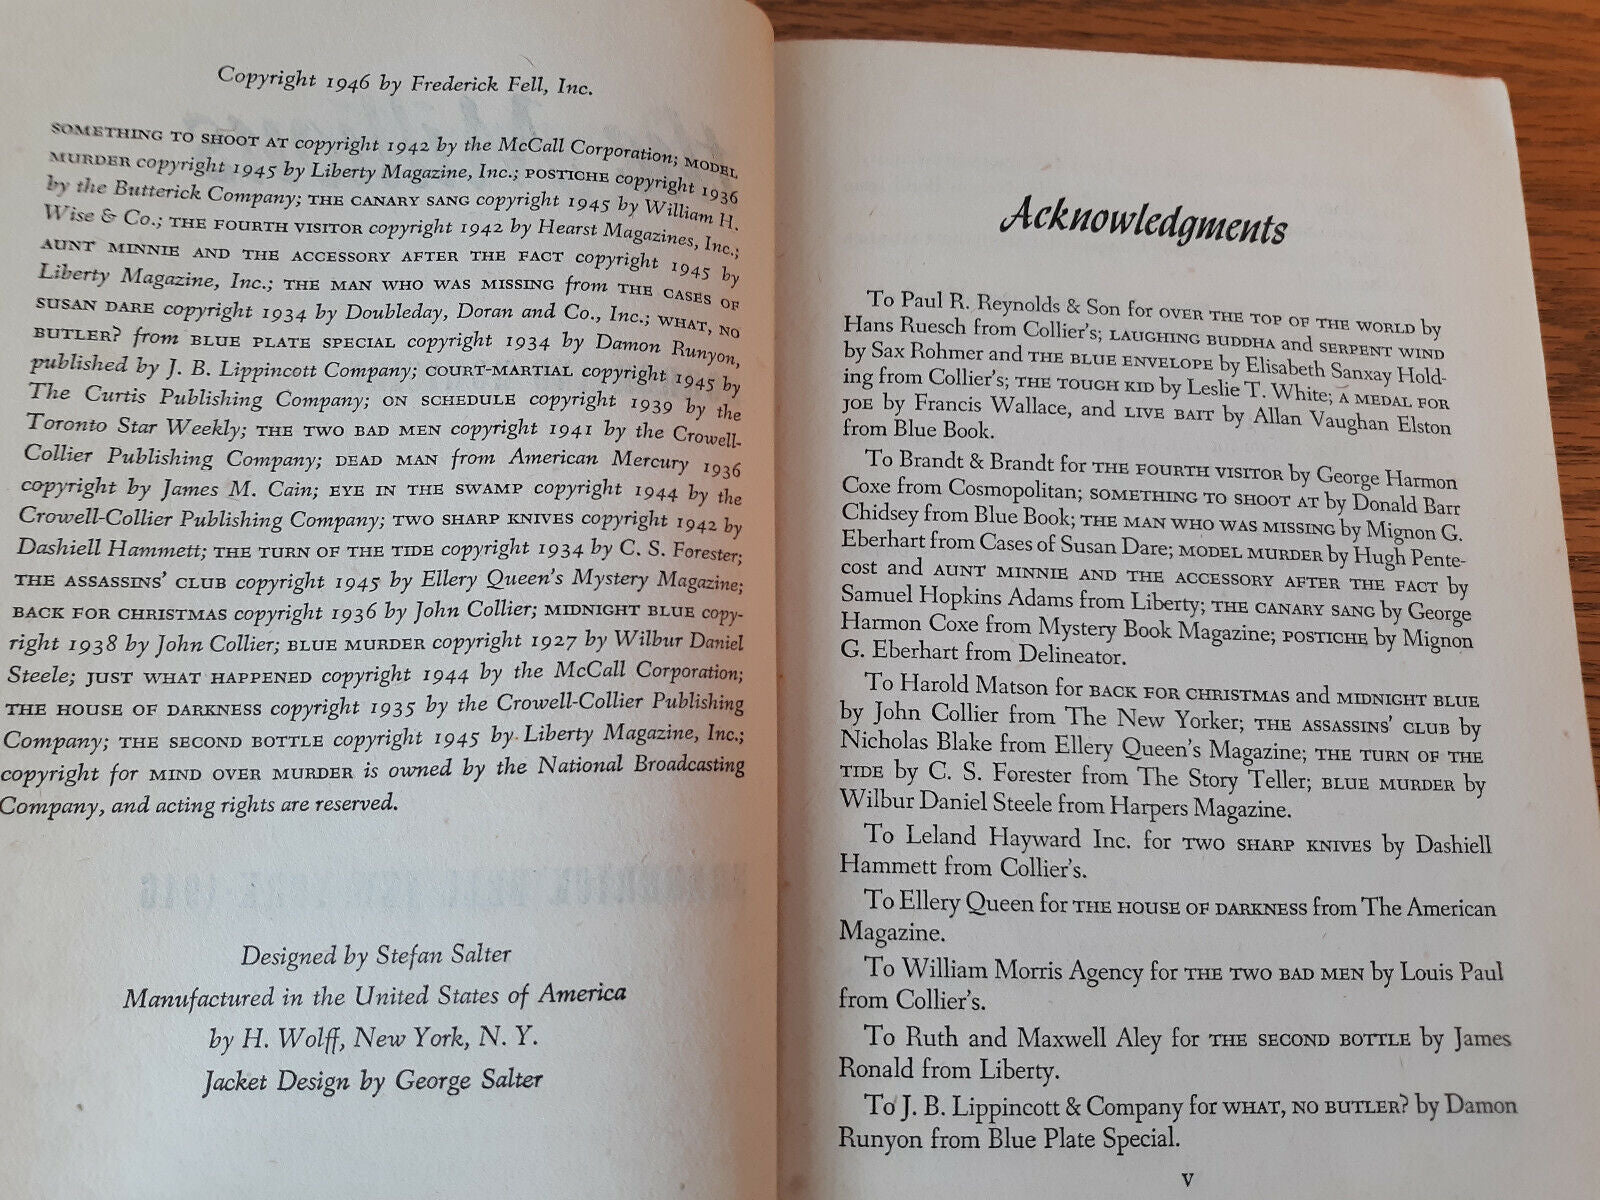 Copyright 1946 by Frederick Fell, Inc.
SOMETHING TO SHOOT AT copyright 1942 by the McCall Corporation; MODEL
MURDER copyright 1945 by Liberty Magazine, Inc.; POSTICHE copyright 1936
by the Butterick Company; THE CANARY SANG copyright 1945 by William H.
Wise & Co.; THE FOURTH VISITOR copyright 1942 by Hearst Magazines, Inc.;
AUNT MINNIE AND THE ACCESSORY AFTER THE FACT copyright 1945 by
Liberty Magazine, Inc.; THE MAN WHO WAS MISSING from THE CASES OF
SUSAN DARE copyright 1934 by Doubleday, Doran and Co., Inc.; WHAT, NO
BUTLER? from BLUE PLATE SPECIAL copyright 1934 by Damon Runyon,
published by J. B. Lippincott Company; COURT-MARTIAL copyright 1945 by
The Curtis Publishing Company; ON SCHEDULE copyright 1939 by the
Toronto Star Weekly; THE TWO BAD MEN copyright 1941 by the Crowell-
Collier Publishing Company; DEAD MAN from American Mercury 1936
copyright by James M. Cain; EYE IN THE SWAMP copyright 1944 by the
Crowell-Collier Publishing Company; TWO SHARP KNIVES copyright 1942 by
Dashiell Hammett; THE TURN OF THE TIDE copyright 1934 by C. S. Forester;
THE ASSASSINS' CLUB copyright 1945 by Ellery Queen's Mystery Magazine;
BACK FOR CHRISTMAS copyright 1936 by John Collier; MIDNIGHT BLUE copy-
right 1938 by John Collier; BLUE MURDER copyright 1927 by Wilbur Daniel
Steele; JUST WHAT HAPPENED copyright 1944 by the McCall Corporation;
THE HOUSE OF DARKNESS copyright 1935 by the Crowell-Collier Publishing
Company; THE SECOND BOTTLE copyright 1945 by Liberty Magazine, Inc.;
copyright for MIND OVER MURDER is owned by the National Broadcasting
Company, and acting rights are reserved.
Designed by Stefan Salter
Manufactured in the United States of America
by H. Wolff, New York, N. Y.
Jacket Design by George Salter
Acknowledgments
To Paul R. Reynolds & Son for OVER THE TOP OF THE WORLD by
Hans Ruesch from Collier's; LAUGHING BUDDHA and SERPENT WIND
by Sax Rohmer and THE BLUE ENVELOPE by Elisabeth Sanxay Hold-
ing from Collier's; THE TOUGH KID by Leslie T. White; A MEDAL FOR
JOE by Francis Wallace, and LIVE BAIT by Allan Vaughan Elston
from Blue Book.
To Brandt & Brandt for THE FOURTH VISITOR by George Harmon
Coxe from Cosmopolitan; SOMETHING TO SHOOT AT by Donald Barr
Chidsey from Blue Book; THE MAN WHO WAS MISSING by Mignon G.
Eberhart from Cases of Susan Dare; MODEL MURDER by Hugh Pente-
cost and AUNT MINNIE AND THE ACCESSORY AFTER THE FACT by
Samuel Hopkins Adams from Liberty; THE CANARY SANG by George
Harmon Coxe from Mystery Book Magazine; POSTICHE by Mignon
G. Eberhart from Delineator.
To Harold Matson for BACK FOR CHRISTMAS and MIDNIGHT BLUE
by John Collier from The New Yorker; THE ASSASSINS' CLUB by
Nicholas Blake from Ellery Queen's Magazine; THE TURN OF THE
TIDE by C. S. Forester from The Story Teller; BLUE MURDER by
Wilbur Daniel Steele from Harpers Magazine.
To Leland Hayward Inc. for TWO SHARP KNIVES by Dashiell
Hammett from Collier's.
To Ellery Queen for THE HOUSE OF DARKNESS from The American
Magazine.
To William Morris Agency for THE TWO BAD MEN by Louis Paul
from Collier's.
To Ruth and Maxwell Aley for THE SECOND BOTTLE by James
Ronald from Liberty.
To J. B. Lippincott & Company for WHAT, NO BUTLER? by Damon
Runyon from Blue Plate Special.
v